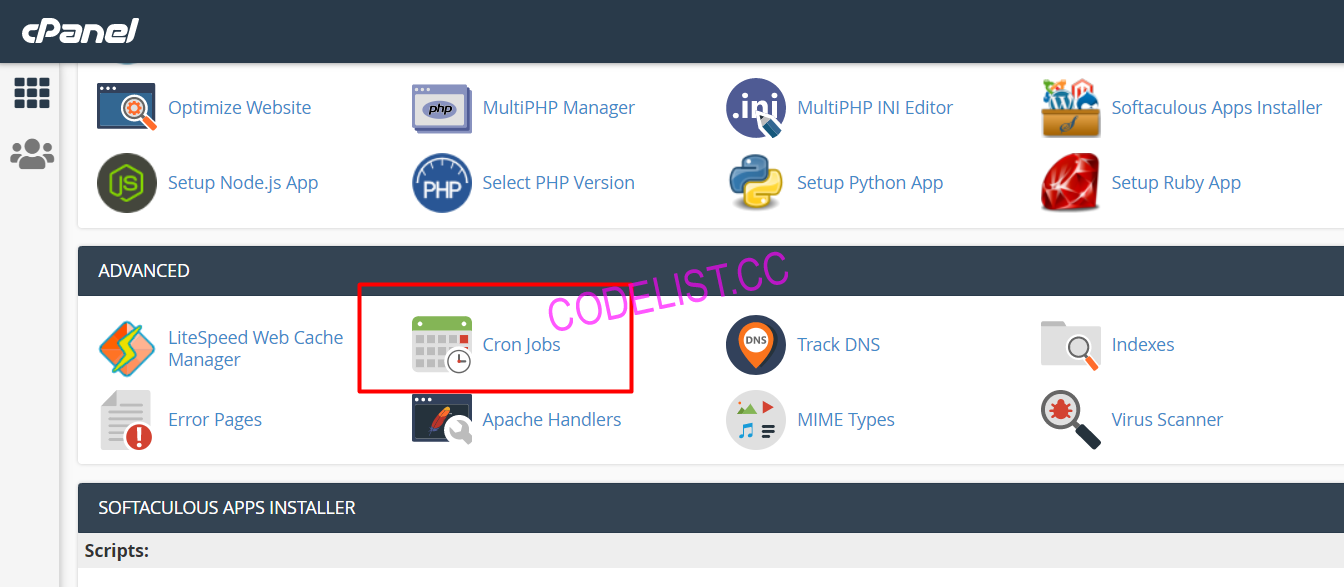 cPanel
Optimize Website
php
MultiPHP Manager
.ini
MultiPHP INI Editor
Softaculous Apps Installer
JS
Setup Node.js App
PHP
Select PHP Version
Setup Python App
Setup Ruby App
ADVANCED
CODELIST.CC
LiteSpeed Web Cache
Manager
Cron Jobs
DNS
Track DNS
Indexes
Error Pages
Apache Handlers
MIME Types
Virus Scanner
SOFTACULOUS APPS INSTALLER
Scripts: